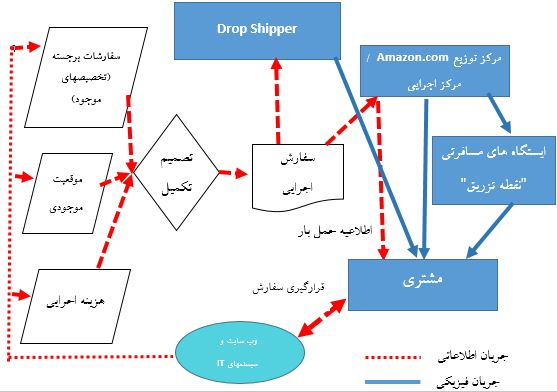 Drop Shipper
مرکز توزیع Amazon.com /
مرکز اجرایی
سفارشات برجسته
(تخصیصهای
موجود)
ایستگاه های مسافرتی
"نقطه تزریق"
تصمیم
تکمیل
سفارش
اجرایی
موقعیت
موجودی
اطلاعیه حمل بار
مشتری
هزینه اجرایی
قرارگیری سفارش
وب سایت و
سیستمهای IT
جریان اطلاعاتی
جریان فیزیکی